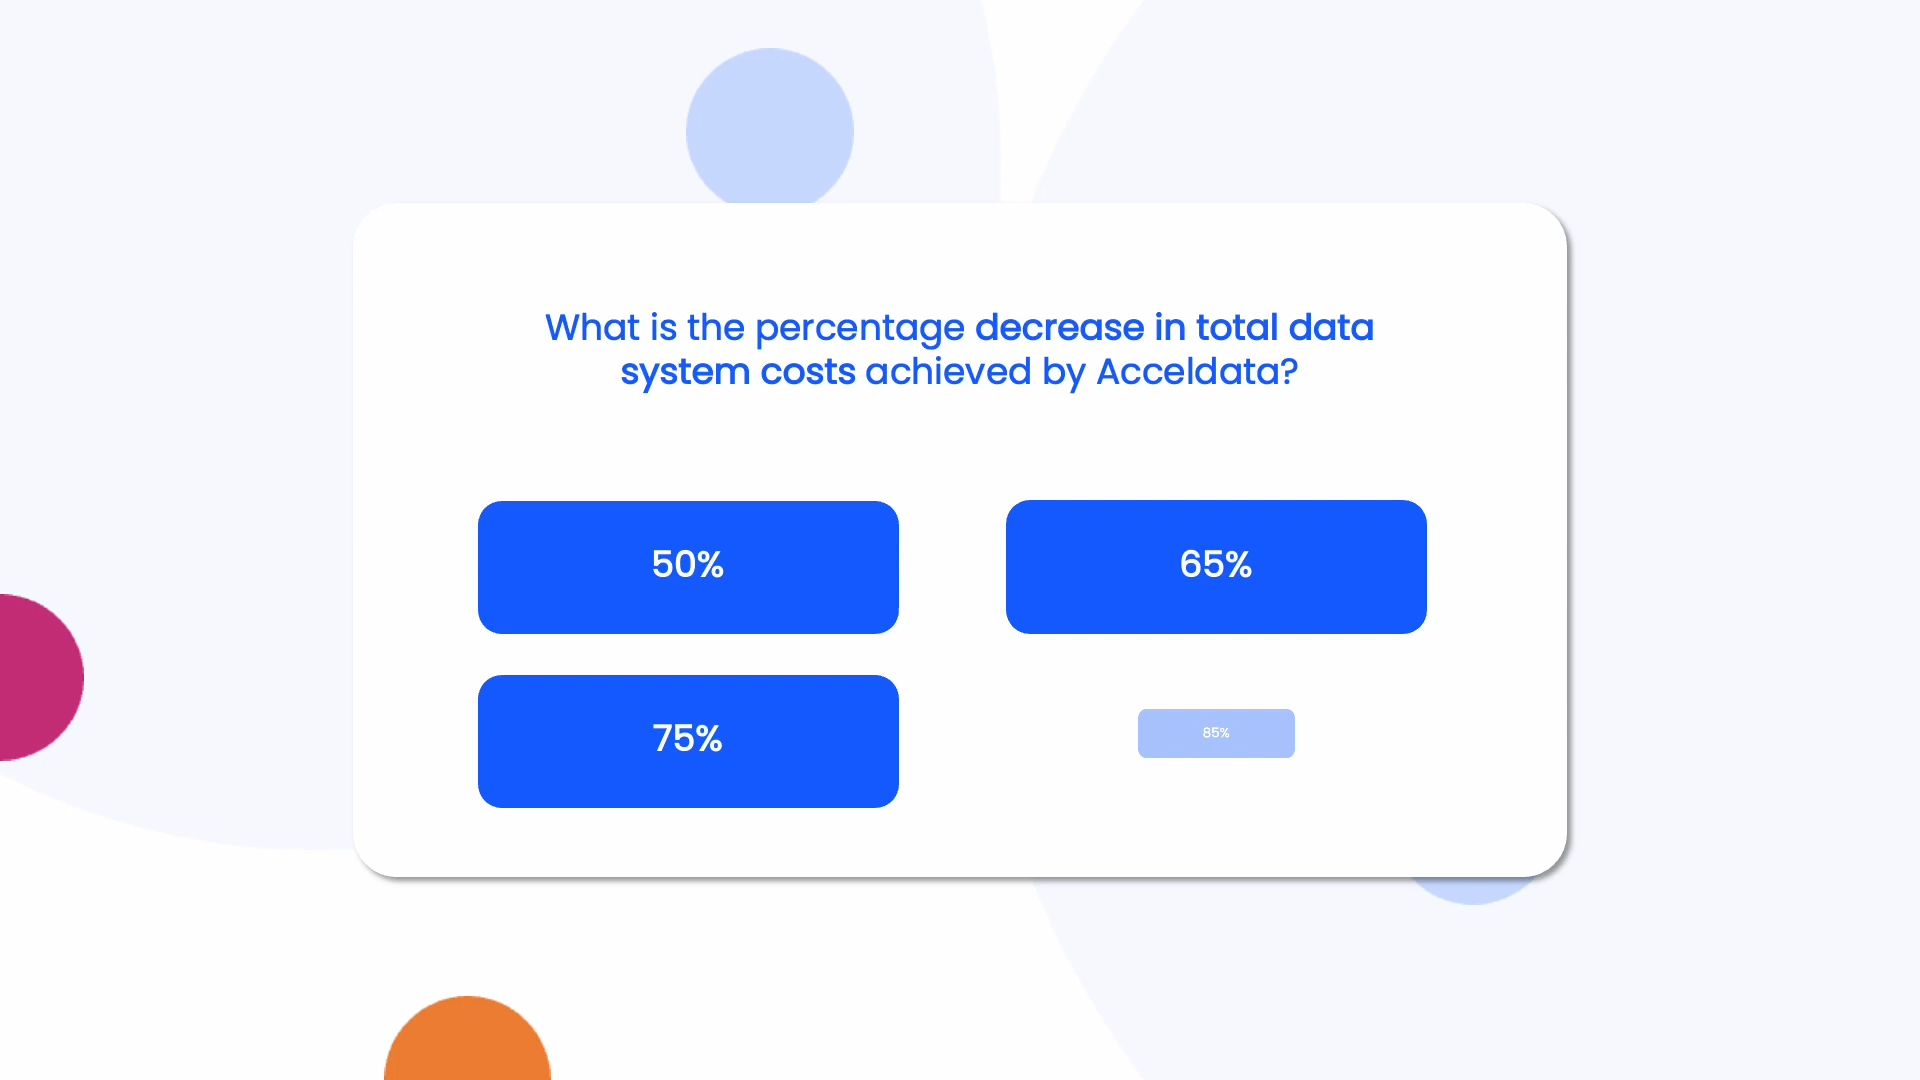 What is the percentage decrease in total data
system costs achieved by Acceldata?
50%
65%
75%
85%